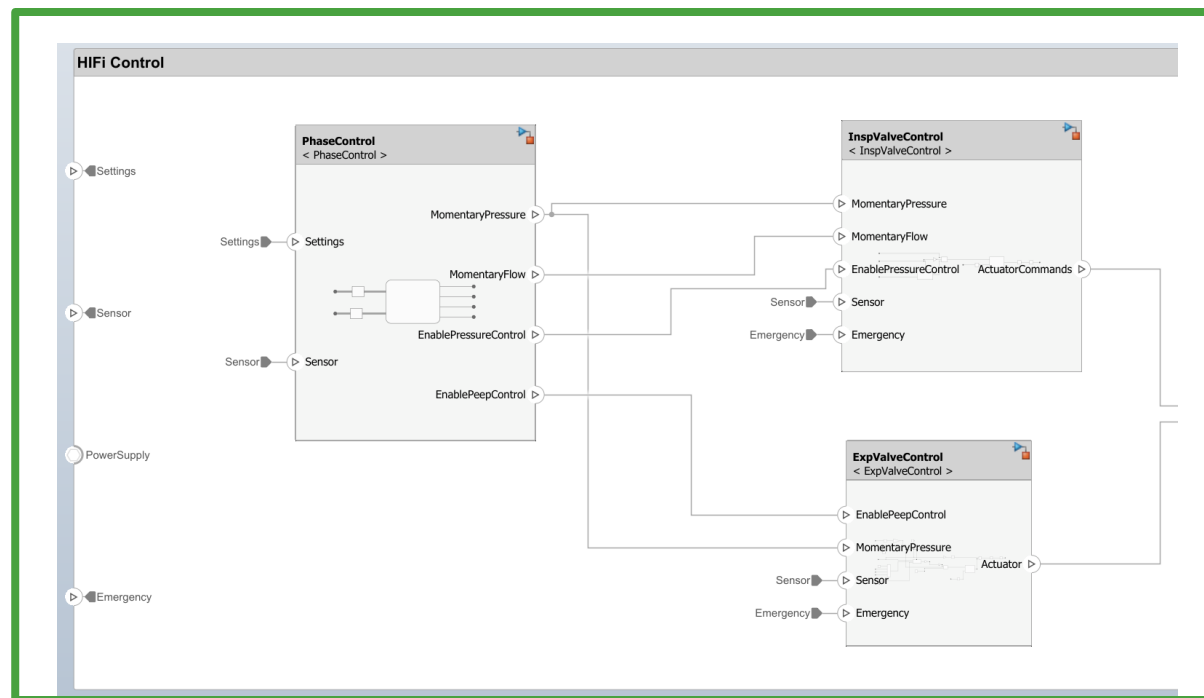 HIFi Control
Settings
Sensor
PowerSupply
Emergency
PhaseControl
< PhaseControl >
Settings
Settings
Sensor
Sensor
MomentaryPressure
MomentaryFlow
EnablePressureControl
EnablePeepControl
InspValveControl
< InspValveControl >
MomentaryPressure
MomentaryFlow
EnablePressureControl
ActuatorCommands
Sensor
Sensor
Emergency
Emergency
ExpValveControl
< ExpValveControl >
EnablePeepControl
MomentaryPressure
Actuator
Sensor
Sensor
Emergency
Emergency